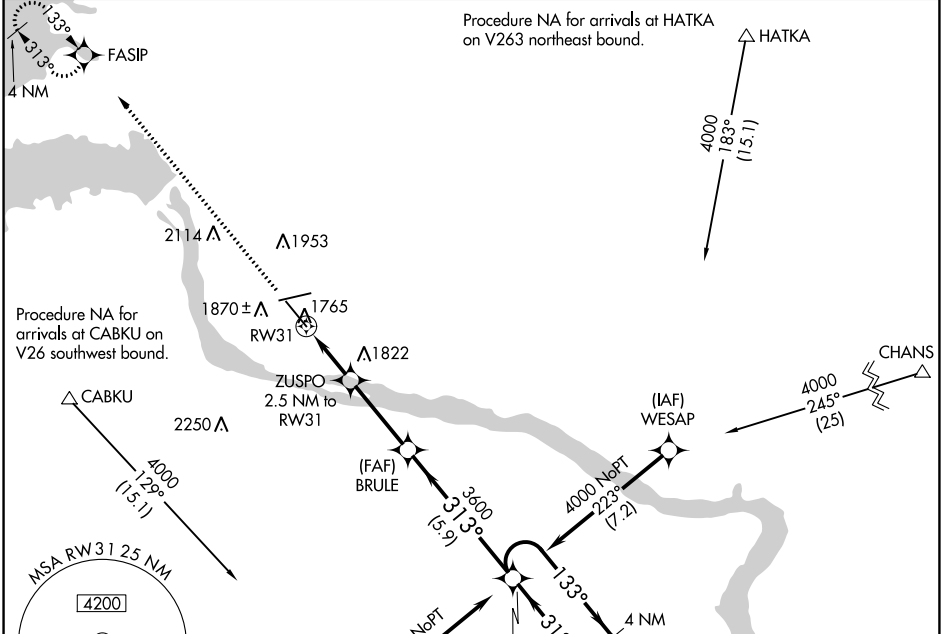 Procedure NA for arrivals at HATKA
on V263 northeast bound.
HATKA
4000
183°
(15.1)
133°
313°
FASIP
4 NM
2114
1953
1870±
1765
RW31
1822
Procedure NA for
arrivals at CABKU on
V26 southwest bound.
CABKU
4000
129°
(15.1)
2250
ZUSPO
2.5 NM to
RW31
(FAF)
BRULE
3600
313°
(5.9)
(IAF)
WESAP
4000 NoPT
223°
(7.2)
CHANS
4000
245°
(25)
133°
4 NM
NoPT
MSA RW31 25 NM
4200